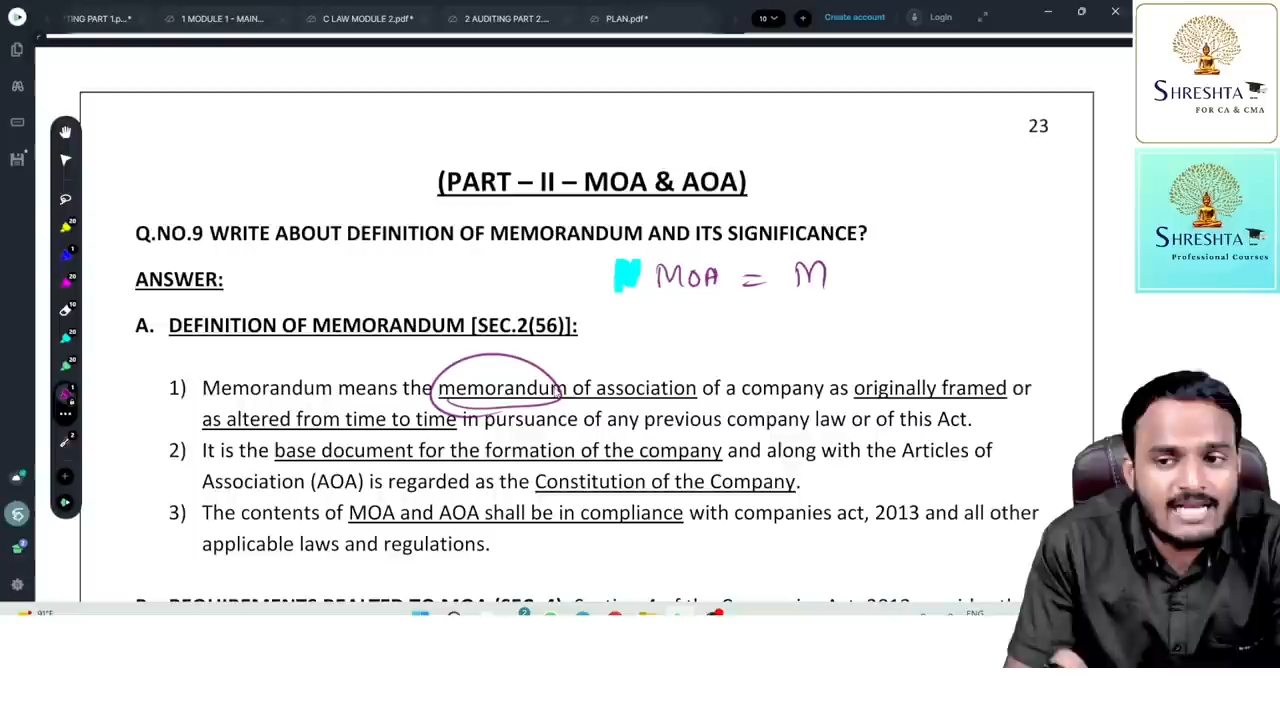 TING PART 1.p...*
1 MODULE 1 - MAIN...
C LAW MODULE 2.pdf*
2 AUDITING PART 2....
PLAN.pdf*
10
Create account
Login
SHRESHTA
FOR CA & CMA
SHRESHTA
Professional Courses
23
(PART – II – MOA & AOA)
Q.NO.9 WRITE ABOUT DEFINITION OF MEMORANDUM AND ITS SIGNIFICANCE?
ANSWER:
MOA = M
A. DEFINITION OF MEMORANDUM [SEC.2(56)]:
1) Memorandum means the memorandum of association of a company as originally framed or
as altered from time to time in pursuance of any previous company law or of this Act.
2) It is the base document for the formation of the company and along with the Articles of
Association (AOA) is regarded as the Constitution of the Company.
3) The contents of MOA and AOA shall be in compliance with companies act, 2013 and all other
applicable laws and regulations.
91°F
ENG